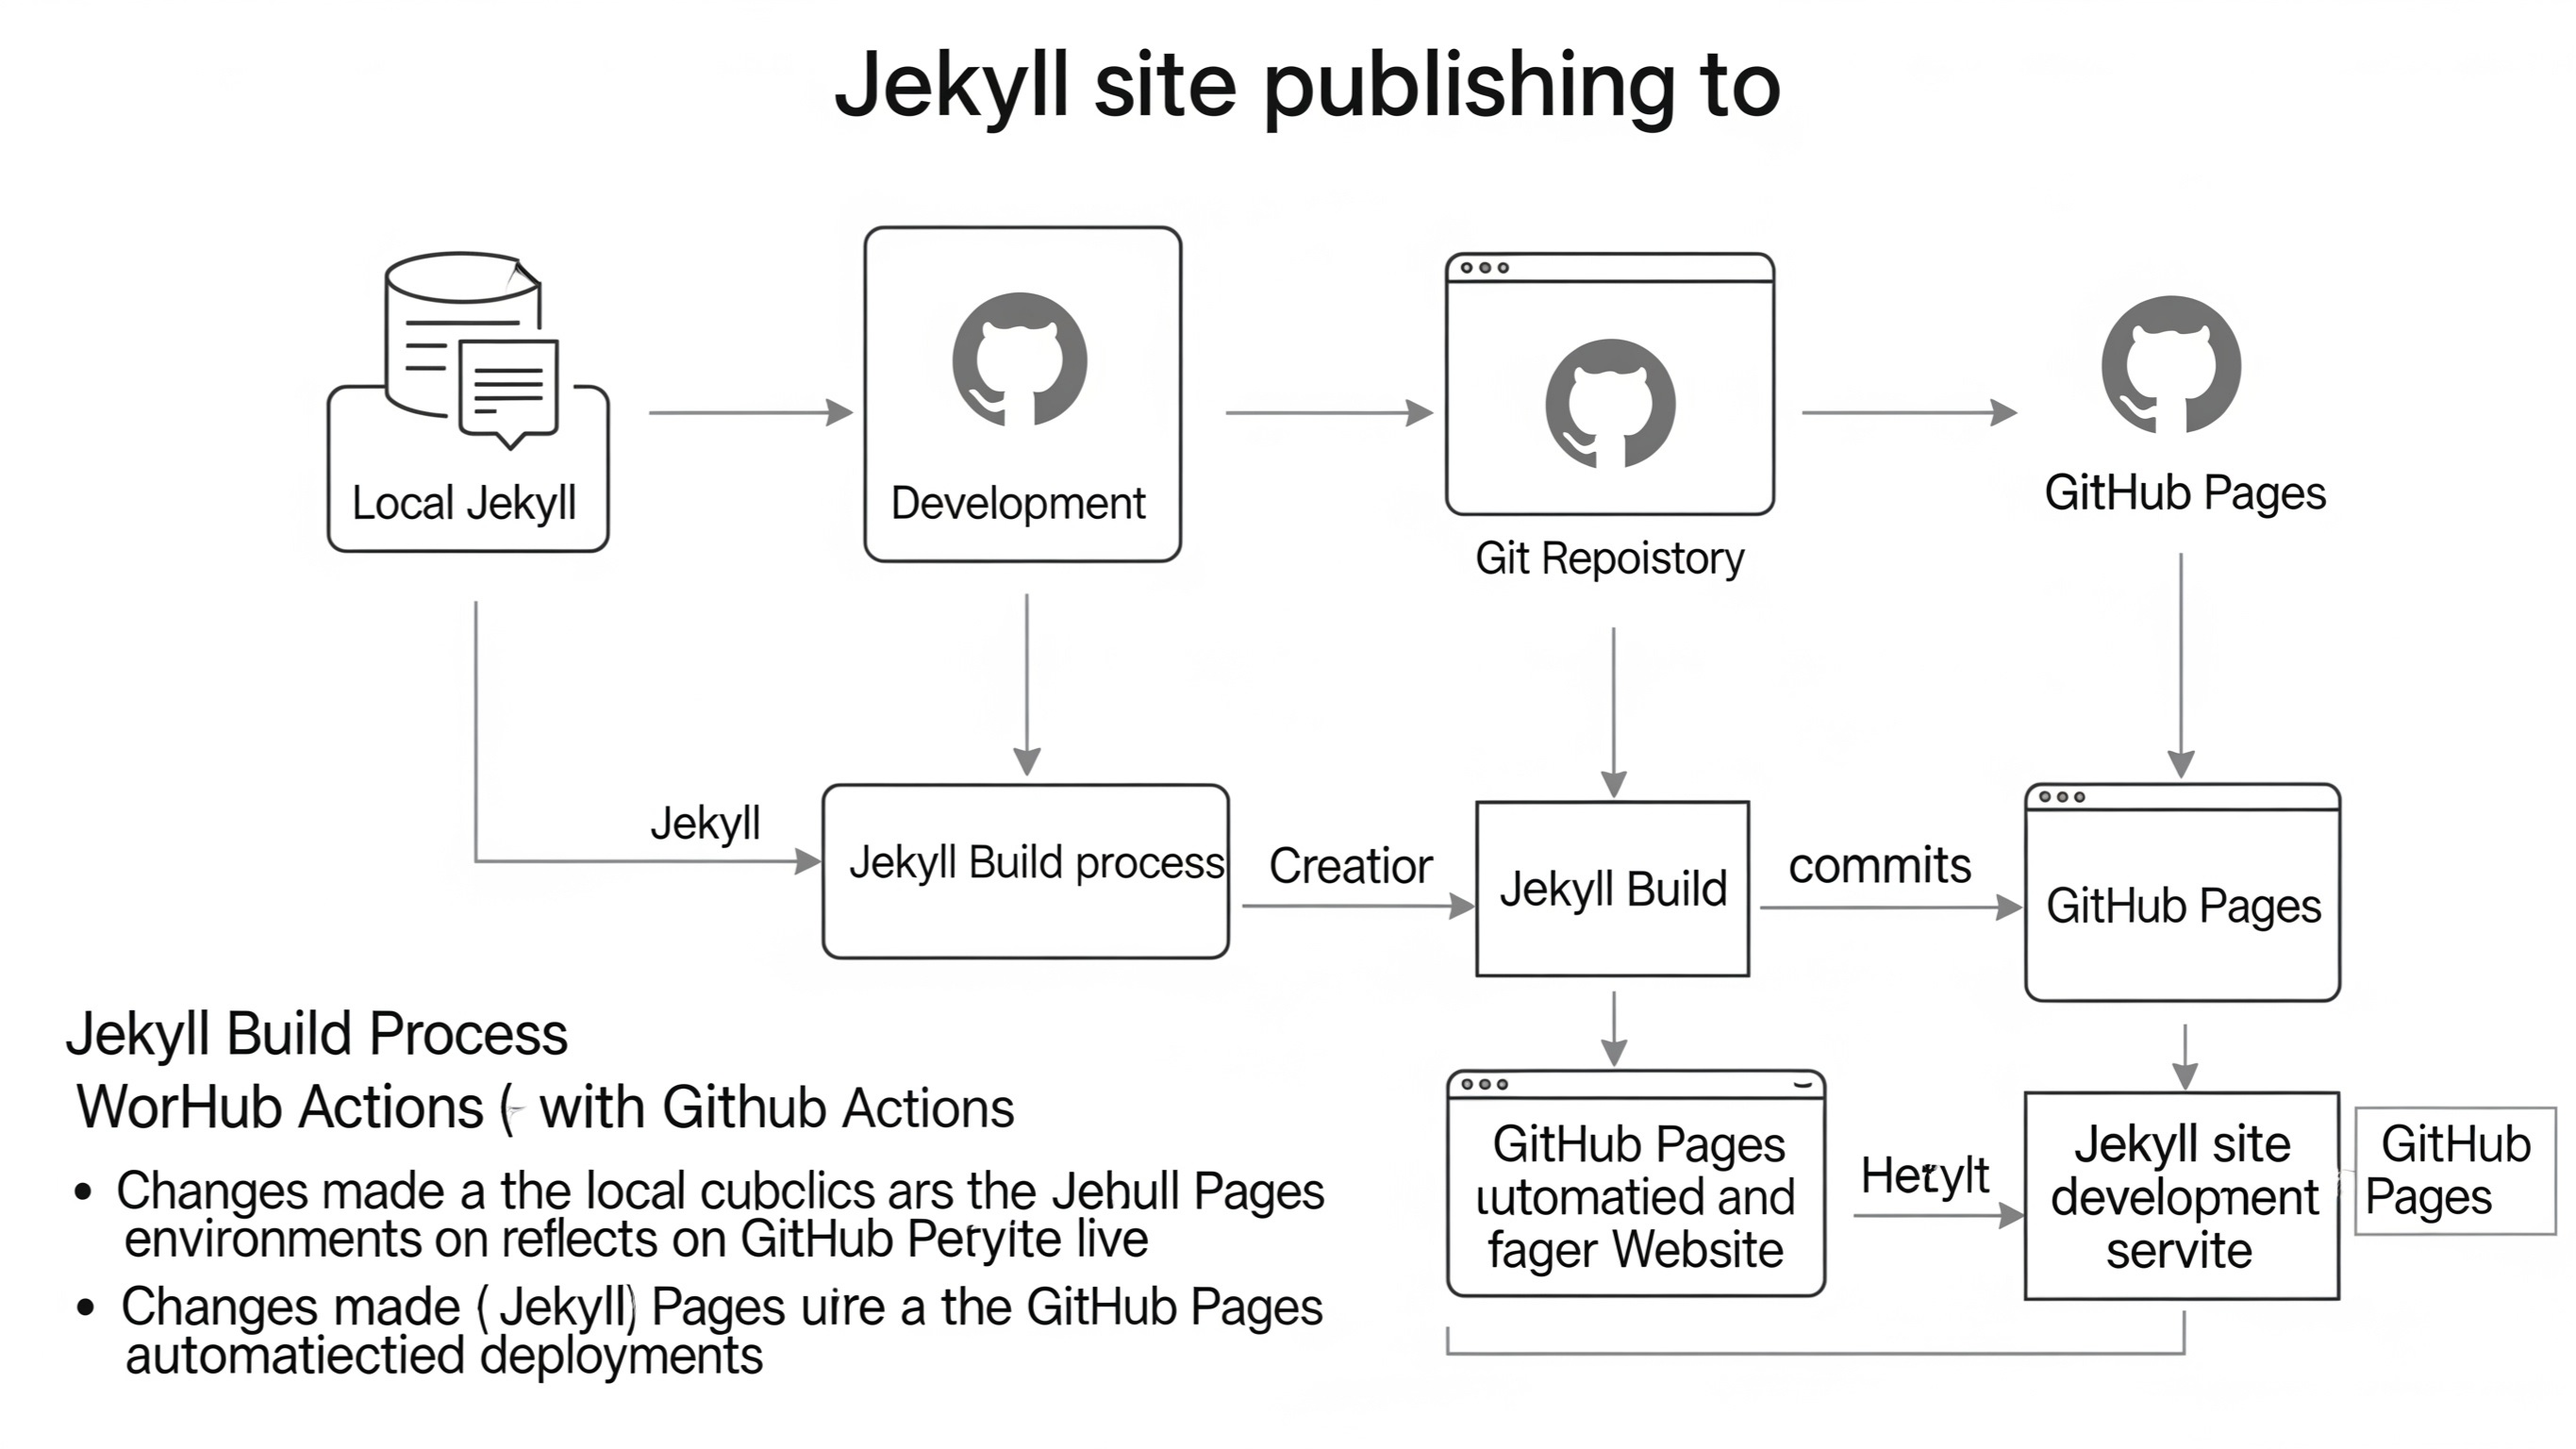 Jekyll site publishing to
Local Jekyll
Development
Git Repoistory
GitHub Pages
Jekyll
Jekyll Build process
Creatior
Jekyll Build
commits
GitHub Pages
Jekyll Build Process
WorHub Actions (- with Github Actions
• Changes made a the local cubclics ars the Jehull Pages
environments on reflects on GitHub Peryite live
• Changes made (Jekyll) Pages uire a the GitHub Pages
automatiectied deployments
GitHub Pages
lutomatied and
fager Website
Jekyll site
development
servite
GitHub
Pages